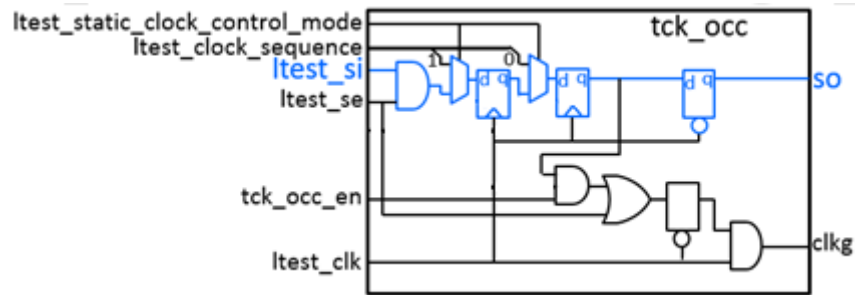 ltest_static_clock_control_mode
tck_occ
ltest_clock_sequence
1
0
ltest_si
d q
d q
d q
so
ltest_se
tck_occ_en
clkg
ltest_clk